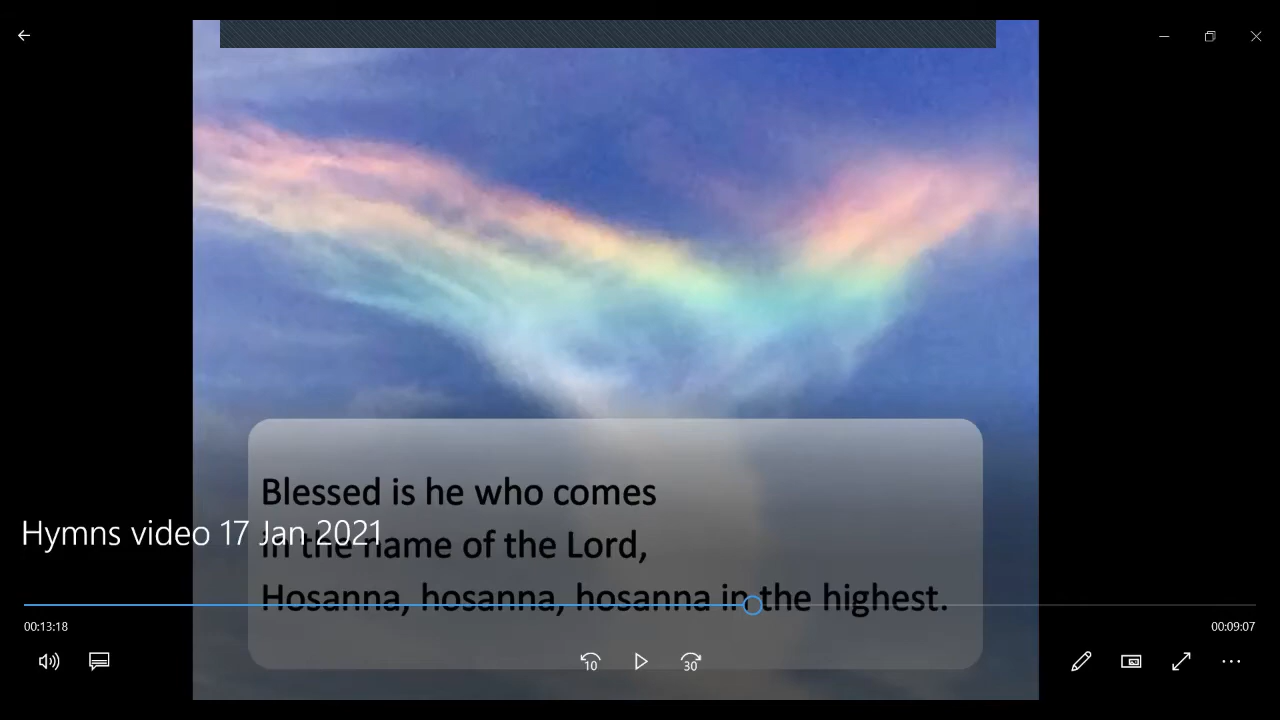 Blessed is he who comes
Hymns video 17 Jan 2021
in the name of the Lord,
Hosanna, hosanna, hosanna in the highest.
00:13:18
00:09:07
10
30